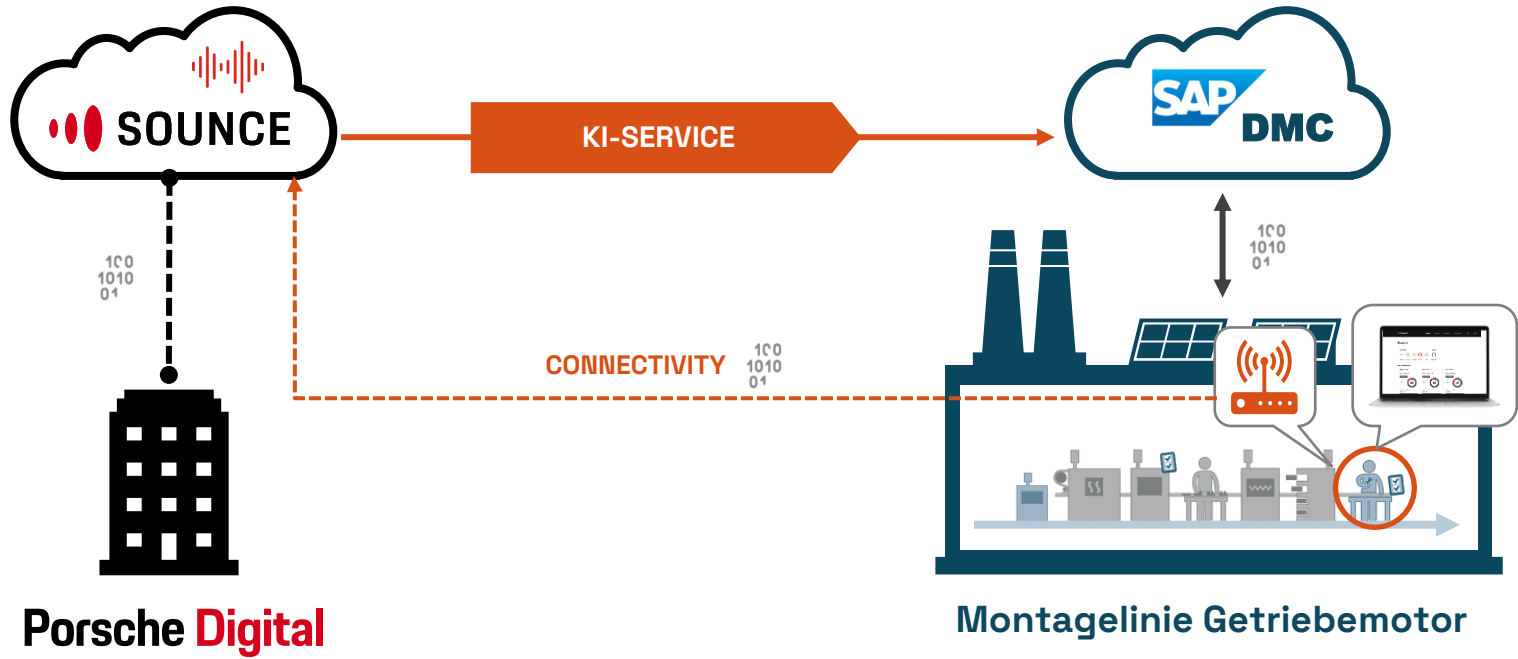 SOUNCE
KI-SERVICE
SAP
DMC
100
1010
01
100
1010
01
CONNECTIVITY
100
1010
01
Porsche Digital
Montagelinie Getriebemotor